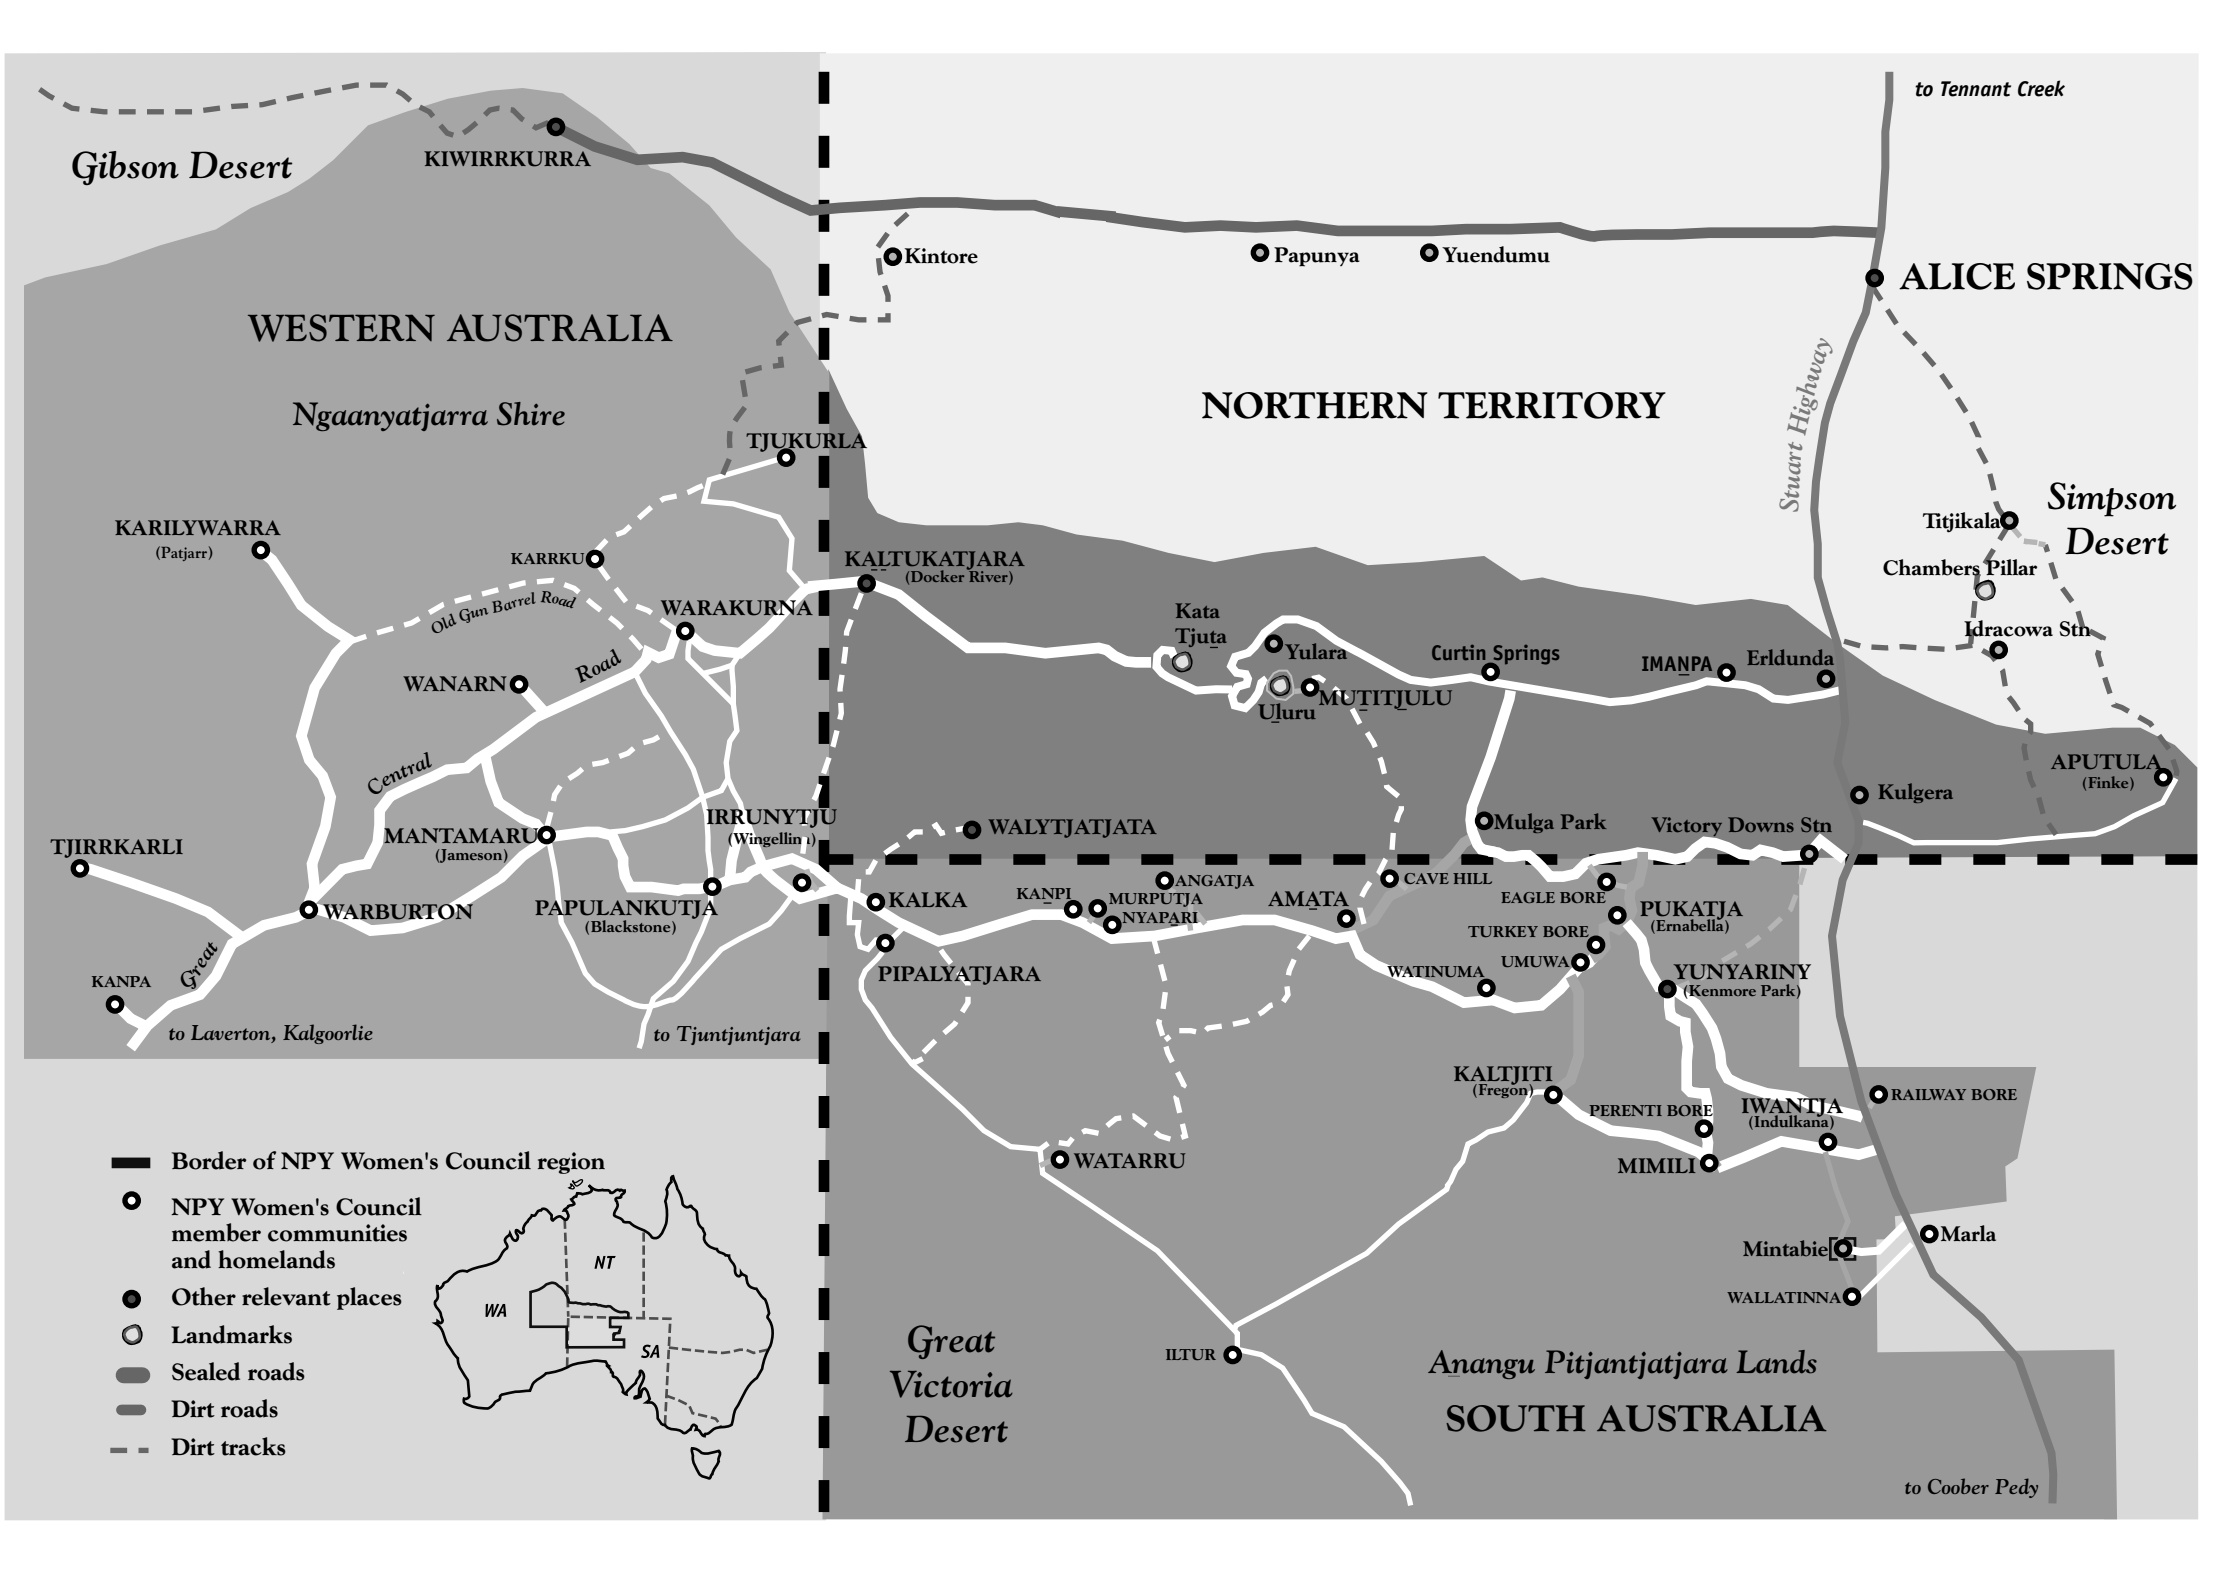 to Tennant Creek
Gibson Desert
KIWIRRKURRA
Kintore
Papunya
Yuendumu
ALICE SPRINGS
WESTERN AUSTRALIA
Ngaanyatjarra Shire
NORTHERN TERRITORY
Stuart Highway
TJUKURLA
Simpson
Desert
Titjikala
Chambers Pillar
Idracowa Stn
KARILYWARRA
(Patjarr)
KARRKU
Old Gun Barrel Road
WARAKURNA
KA̱LṮUKATJARA
(Docker River)
Kata
Tjuṯa
Yulara
Curtin Springs
IMANPA
Erldunda
MUṮITJULU
Uluṟu
WANARN
Road
Central
Great
MANTAMARU
(Jameson)
IRRUNYTJU
(Wingellina)
WALYTJATJATA
Mulga Park
Victory Downs Stn
Kulgera
APUTULA
(Finke)
TJIRRKARLI
WARBURTON
PAPULANKUTJA
(Blackstone)
KALKA
KANPI
MURPUTJA
NYAPARI
ANGATJA
AMATA
CAVE HILL
EAGLE BORE
PUKATJA
(Ernabella)
TURKEY BORE
UMUWA
WATINUMA
YUNYARINY
(Kenmore Park)
PIPALYATJARA
KANPA
to Laverton, Kalgoorlie
to Tjuntjuntjara
KALTJITI
(Fregon)
PERENTI BORE
IWANTJA
(Indulkana)
RAILWAY BORE
MIMILI
WATARRU
Mintabie
Marla
WALLATINNA
ILTUR
Great
Victoria
Desert
Aṉangu Pitjantjatjara Lands
SOUTH AUSTRALIA
to Coober Pedy
Border of NPY Women's Council region
NPY Women's Council
member communities
and homelands
Other relevant places
Landmarks
Sealed roads
Dirt roads
Dirt tracks
NT
WA
SA